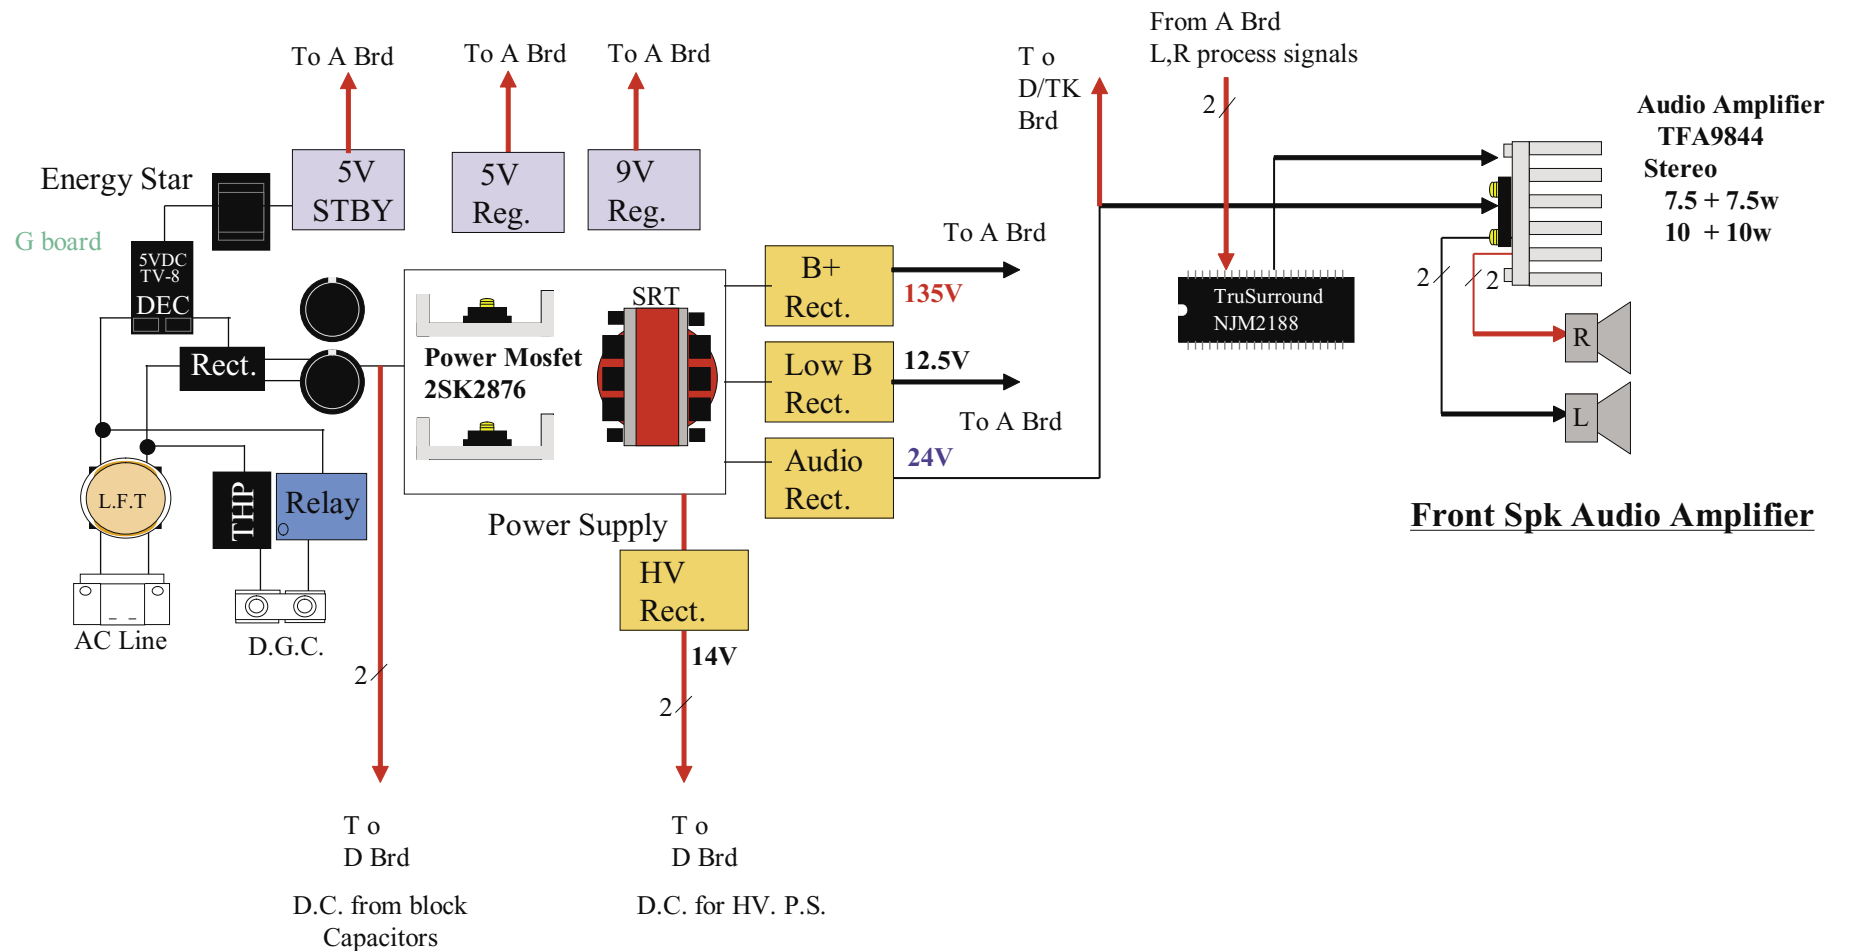 From A Brd
L,R process signals
To A Brd
To A Brd
To A Brd
T o
D/TK
Brd
2
Audio Amplifier
TFA9844
Stereo
7.5 + 7.5w
10 + 10w
Energy Star
5V
STBY
5V
Reg.
9V
Reg.
G board
5VDC
TV-8
DEC
To A Brd
B+
Rect.
135V
2
2
SRT
TruSurround
NJM2188
R
Rect.
Power Mosfet
2SK2876
Low B
Rect.
12.5V
To A Brd
L
Audio
Rect.
24V
L.F.T
THP
Relay
Power Supply
Front Spk Audio Amplifier
HV
Rect.
AC Line
D.G.C.
14V
2
2
T o
D Brd
T o
D Brd
D.C. from block
Capacitors
D.C. for HV. P.S.